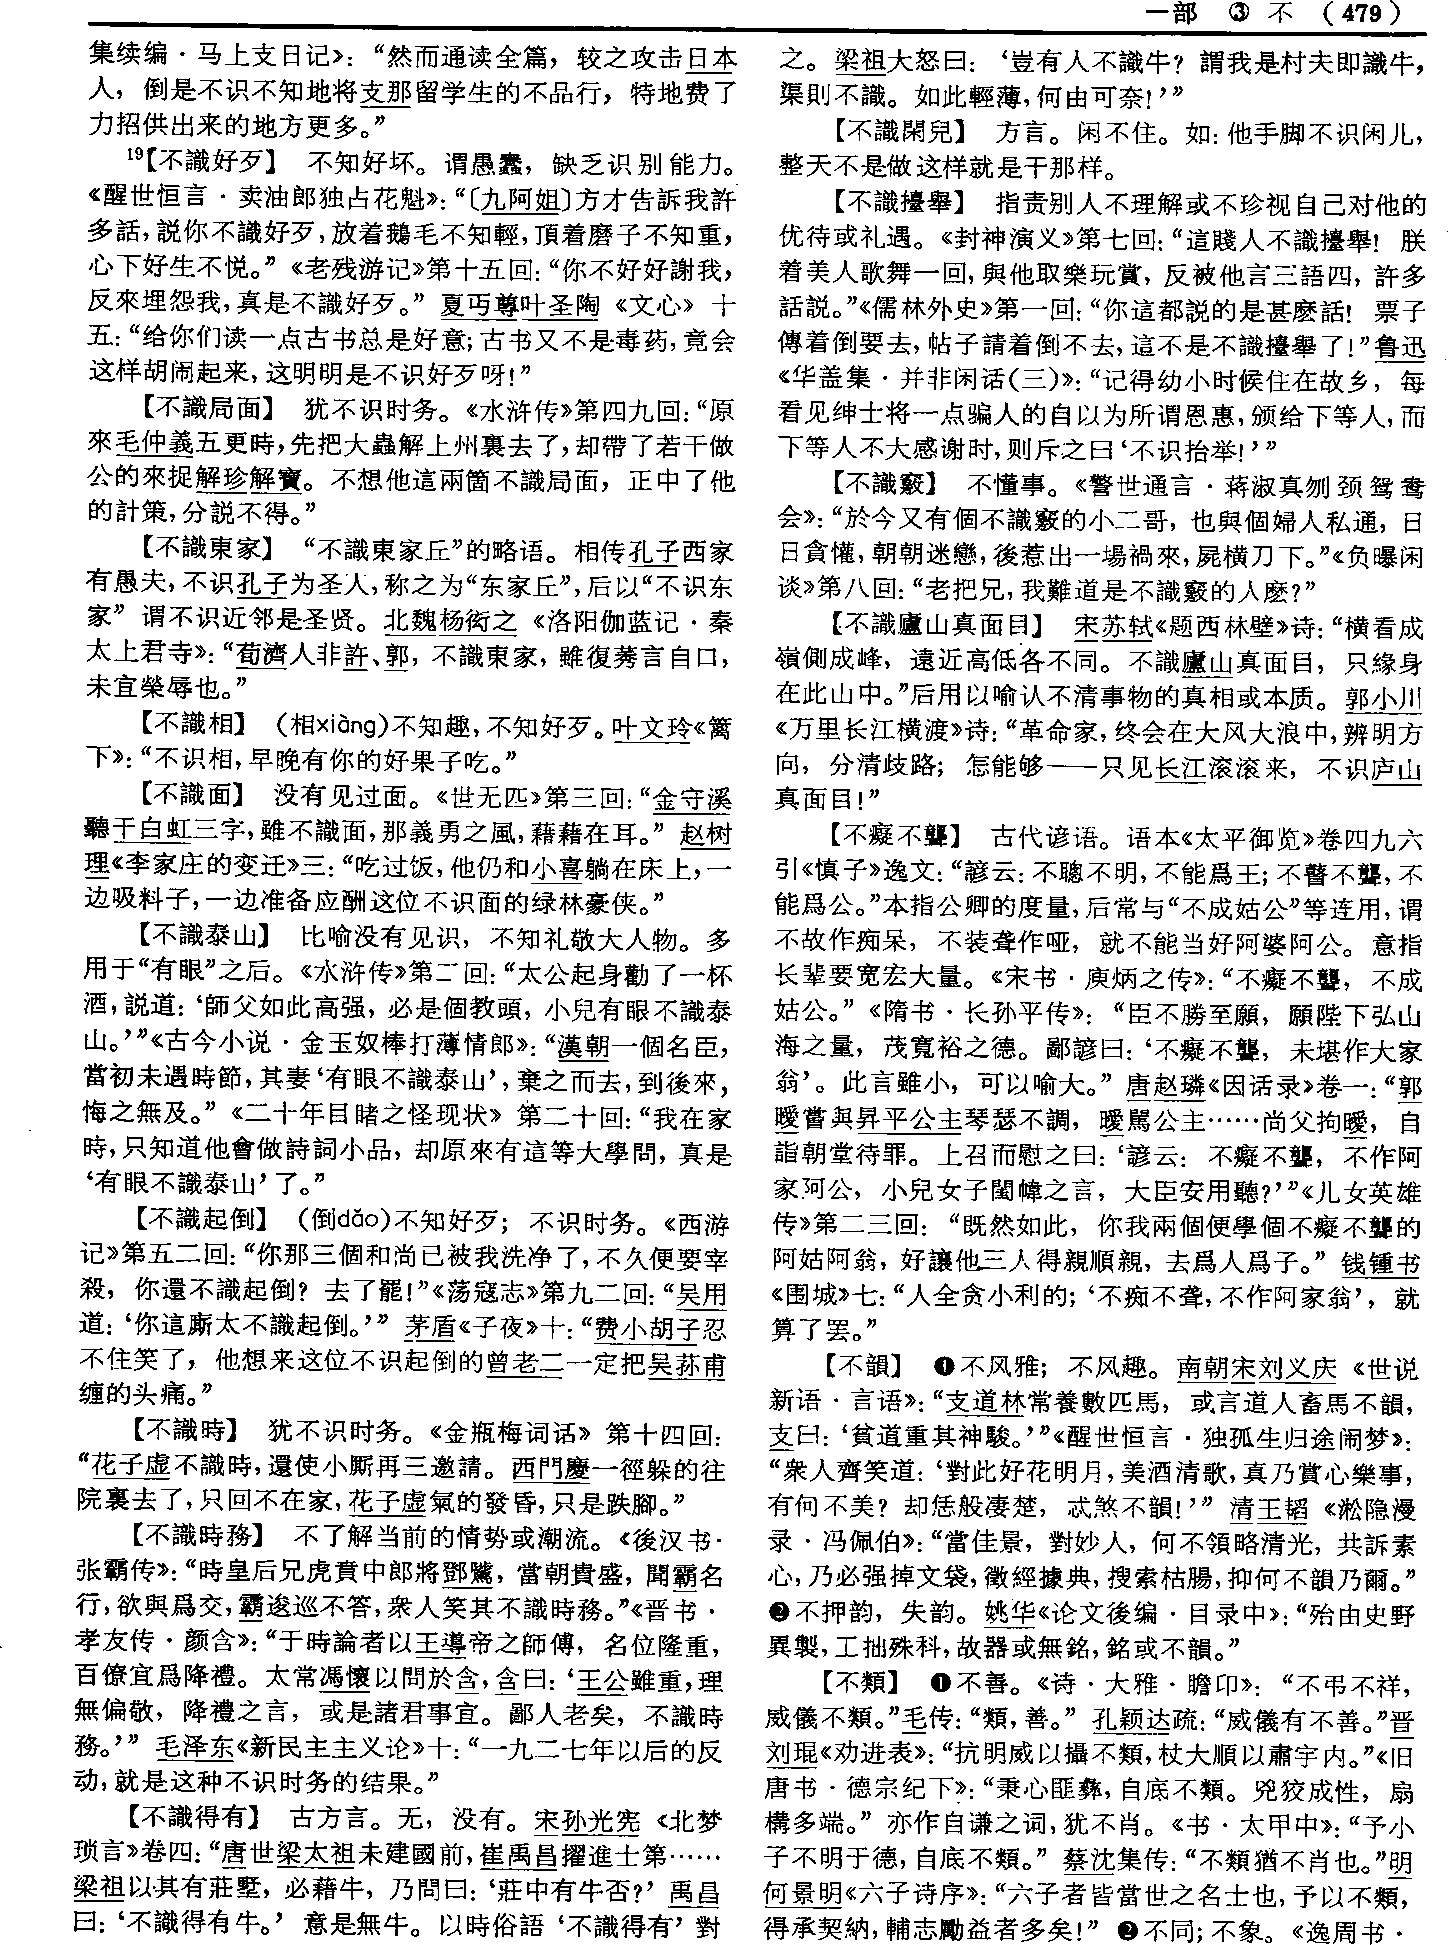 一部 ③ 不 (479)
集续编·马上支日记》：“然而通读全篇，较之攻击日本
人，倒是不识不知地将支那留学生的不品行，特地费了
力招供出来的地方更多。”
19【不識好歹】 不知好坏。谓愚蠢，缺乏识别能力。
《醒世恒言·卖油郎独占花魁》：“〔九阿姐〕方才告訴我許
多話，説你不識好歹，放着鵝毛不知輕，頂着磨子不知重，
心下好生不悦。”《老残游记》第十五回：“你不好好謝我，
反來埋怨我，真是不識好歹。” 夏丏尊叶圣陶《文心》十
五：“给你们读一点古书总是好意；古书又不是毒药，竟会
这样胡闹起来，这明明是不识好歹呀！”
【不識局面】 犹不识时务。《水浒传》第四九回：“原
來毛仲義五更時，先把大蟲解上州裏去了，却帶了若干做
公的來捉解珍解寶。不想他這兩箇不識局面，正中了他
的計策，分説不得。”
【不識東家】 “不識東家丘”的略语。相传孔子西家
有愚夫，不识孔子为圣人，称之为“东家丘”，后以“不识东
家”谓不识近邻是圣贤。北魏杨衒之《洛阳伽蓝记·秦
太上君寺》：“荀濟人非許、郭，不識東家，雖復莠言自口，
未宜榮辱也。”
【不識相】 (相xiàng)不知趣，不知好歹。叶文玲《篱
下》：“不识相，早晚有你的好果子吃。”
【不識面】 没有见过面。《世无匹》第三回：“金守溪
聽干白虹三字，雖不識面，那義勇之風，藉藉在耳。” 赵树
理《李家庄的变迁》三：“吃过饭，他仍和小喜躺在床上，一
边吸料子，一边准备应酬这位不识面的绿林豪侠。”
【不識泰山】 比喻没有见识，不知礼敬大人物。多
用于“有眼”之后。《水浒传》第二回：“太公起身勸了一杯
酒，説道：‘師父如此高强，必是個教頭，小兒有眼不識泰
山。’”《古今小说·金玉奴棒打薄情郎》：“漢朝一個名臣，
當初未遇時節，其妻‘有眼不識泰山’，棄之而去，到後來，
悔之無及。”《二十年目睹之怪现状》第二十回：“我在家
時，只知道他會做詩詞小品，却原來有這等大學問，真是
‘有眼不識泰山’了。”
【不識起倒】 (倒dǎo)不知好歹；不识时务。《西游
记》第五二回：“你那三個和尚已被我洗净了，不久便要宰
殺，你還不識起倒？去了罷！”《荡寇志》第九二回：“吴用
道：‘你這廝太不識起倒。’” 茅盾《子夜》十：“费小胡子忍
不住笑了，他想来这位不识起倒的曾老二一定把吴荪甫
缠的头痛。”
【不識時】 犹不识时务。《金瓶梅词话》第十四回：
“花子虚不識時，還使小厮再三邀請。西門慶一徑躲的往
院裏去了，只回不在家，花子虚氣的發昏，只是跌脚。”
【不識時務】 不了解当前的情势或潮流。《後汉书·
张霸传》：“時皇后兄虎賁中郎將鄧騭，當朝貴盛，聞霸名
行，欲與爲交，霸逡巡不答，衆人笑其不識時務。”《晋书·
孝友传·颜含》：“于時論者以王導帝之師傅，名位隆重，
百僚宜爲降禮。太常馮懷以問於含，含曰：‘王公雖重，理
無偏敬，降禮之言，或是諸君事宜。鄙人老矣，不識時
務。’” 毛泽东《新民主主义论》十：“一九二七年以后的反
动，就是这种不识时务的结果。”
【不識得有】 古方言。无，没有。宋孙光宪《北梦
琐言》卷四：“唐世梁太祖未建國前，崔禹昌擢進士第……
梁祖以其有莊墅，必藉牛，乃問曰：‘莊中有牛否？’禹昌
曰：‘不識得有牛。’意是無牛。以時俗語‘不識得有’對
之。梁祖大怒曰：‘豈有人不識牛？謂我是村夫即識牛，
渠則不識。如此輕薄，何由可奈！’”
【不識閑兒】 方言。闲不住。如：他手脚不识闲儿，
整天不是做这样就是干那样。
【不識擡舉】 指责别人不理解或不珍视自己对他的
优待或礼遇。《封神演义》第七回：“這賤人不識擡舉！朕
着美人歌舞一回，與他取樂玩賞，反被他言三語四，許多
話説。”《儒林外史》第一回：“你這都説的是甚麽話！票子
傳着倒要去，帖子請着倒不去，這不是不識擡舉了！”鲁迅
《华盖集·并非闲话(三)》：“记得幼小时候住在故乡，每
看见绅士将一点骗人的自以为所谓恩惠，颁给下等人，而
下等人不大感谢时，则斥之曰‘不识抬举！’”
【不識竅】 不懂事。《警世通言·蒋淑真刎颈鸳鸯
会》：“於今又有個不識竅的小二哥，也與個婦人私通，日
日貪懽，朝朝迷戀，後惹出一場禍來，屍横刀下。”《负曝闲
谈》第八回：“老把兄，我難道是不識竅的人麽？”
【不識廬山真面目】 宋苏轼《题西林壁》诗：“横看成
嶺側成峰，遠近高低各不同。不識廬山真面目，只緣身
在此山中。”后用以喻认不清事物的真相或本质。郭小川
《万里长江横渡》诗：“革命家，终会在大风大浪中，辨明方
向，分清歧路；怎能够——只见长江滚滚来，不识庐山
真面目！”
【不癡不聾】 古代谚语。语本《太平御览》卷四九六
引《慎子》逸文：“諺云：不聰不明，不能爲王；不瞽不聾，不
能爲公。”本指公卿的度量，后常与“不成姑公”等连用，谓
不故作痴呆，不装聋作哑，就不能当好阿婆阿公。意指
长辈要宽宏大量。《宋书·庾炳之传》：“不癡不聾，不成
姑公。”《隋书·长孙平传》：“臣不勝至願，願陛下弘山
海之量，茂寬裕之德。鄙諺曰：‘不癡不聾，未堪作大家
翁’。此言雖小，可以喻大。” 唐赵璘《因话录》卷一：“郭
曖嘗與昇平公主琴瑟不調，曖罵公主……尚父拘曖，自
詣朝堂待罪。上召而慰之曰：‘諺云：不癡不聾，不作阿
家阿公，小兒女子閨幃之言，大臣安用聽？’”《儿女英雄
传》第二三回：“既然如此，你我兩個便學個不癡不聾的
阿姑阿翁，好讓他三人得親順親，去爲人爲子。” 钱锺书
《围城》七：“人全贪小利的；‘不痴不聋，不作阿家翁’，就
算了罢。”
【不韻】 ❶不风雅；不风趣。南朝宋刘义庆《世说
新语·言语》：“支道林常養數匹馬，或言道人畜馬不韻，
支曰：‘貧道重其神駿。’”《醒世恒言·独孤生归途闹梦》：
“衆人齊笑道：‘對此好花明月，美酒清歌，真乃賞心樂事，
有何不美？却恁般凄楚，忒煞不韻！’” 清王韬《淞隐漫
录·冯佩伯》：“當佳景，對妙人，何不領略清光，共訴素
心，乃必强掉文袋，徵經據典，搜索枯腸，抑何不韻乃爾。”
❷不押韵，失韵。姚华《论文後编·目录中》：“殆由史野
異製，工拙殊科，故器或無銘，銘或不韻。”
【不類】 ❶不善。《诗·大雅·瞻卬》：“不弔不祥，
威儀不類。”毛传：“類，善。” 孔颖达疏：“威儀有不善。”晋
刘琨《劝进表》：“抗明威以攝不類，杖大順以肅宇内。”《旧
唐书·德宗纪下》：“秉心匪彝，自底不類。兇狡成性，扇
構多端。” 亦作自谦之词，犹不肖。《书·太甲中》：“予小
子不明于德，自底不類。” 蔡沈集传：“不類猶不肖也。”明
何景明《六子诗序》：“六子者皆當世之名士也，予以不類，
得承契納，輔志勵益者多矣！” ❷不同；不象。《逸周书·